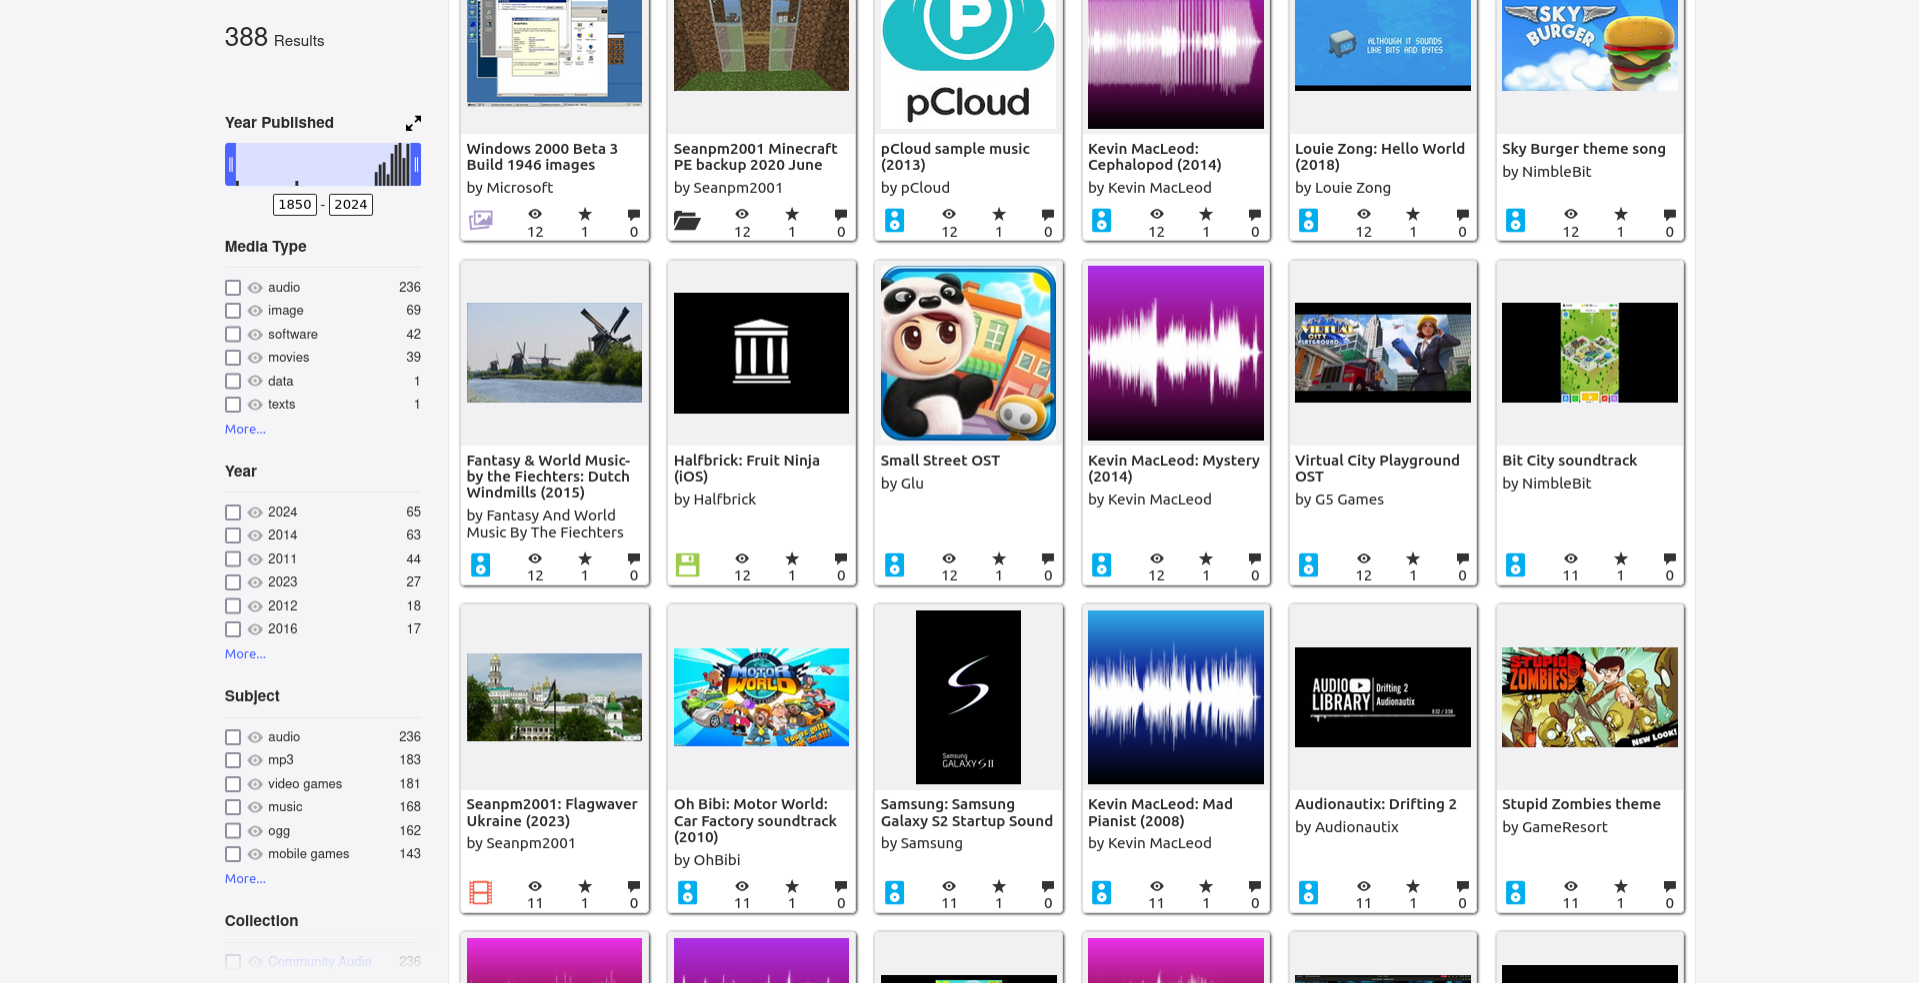 388 Results
Year Published
1850 - 2024
Media Type
audio 236
image 69
software 42
movies 39
data 1
texts 1
More...
Year
2024 65
2014 63
2011 44
2023 27
2012 18
2016 17
More...
Subject
audio 236
mp3 183
video games 181
music 168
ogg 162
mobile games 143
More...
Collection
Community Audio 236
Windows 2000 Beta 3
Build 1946 images
by Microsoft
12 1 0
Seanpm2001 Minecraft
PE backup 2020 June
by Seanpm2001
12 1 0
pCloud
pCloud sample music
(2013)
by pCloud
12 1 0
Kevin MacLeod:
Cephalopod (2014)
by Kevin MacLeod
12 1 0
ALTHOUGH IT SOUNDS
LIKE BITS AND BYTES
Louie Zong: Hello World
(2018)
by Louie Zong
12 1 0
SKY
BURGER
Sky Burger theme song
by NimbleBit
12 1 0
Fantasy & World Music-
by the Fiechters: Dutch
Windmills (2015)
by Fantasy And World
Music By The Fiechters
12 1 0
Halfbrick: Fruit Ninja
(iOS)
by Halfbrick
12 1 0
Small Street OST
by Glu
12 1 0
Kevin MacLeod: Mystery
(2014)
by Kevin MacLeod
12 1 0
VIRTUAL
CITY
PLAYGROUND
Virtual City Playground
OST
by G5 Games
12 1 0
Bit City soundtrack
by NimbleBit
11 1 0
Seanpm2001: Flagwaver
Ukraine (2023)
by Seanpm2001
11 1 0
MOTOR
WORLD
Oh Bibi: Motor World:
Car Factory soundtrack
(2010)
by OhBibi
11 1 0
Samsung
GALAXY S II
Samsung: Samsung
Galaxy S2 Startup Sound
by Samsung
11 1 0
Kevin MacLeod: Mad
Pianist (2008)
by Kevin MacLeod
11 1 0
AUDIO
LIBRARY
Drifting 2
Audionautix
Audionautix: Drifting 2
by Audionautix
11 1 0
STUPID
ZOMBIES
NEW LOOK!
Stupid Zombies theme
by GameResort
11 1 0